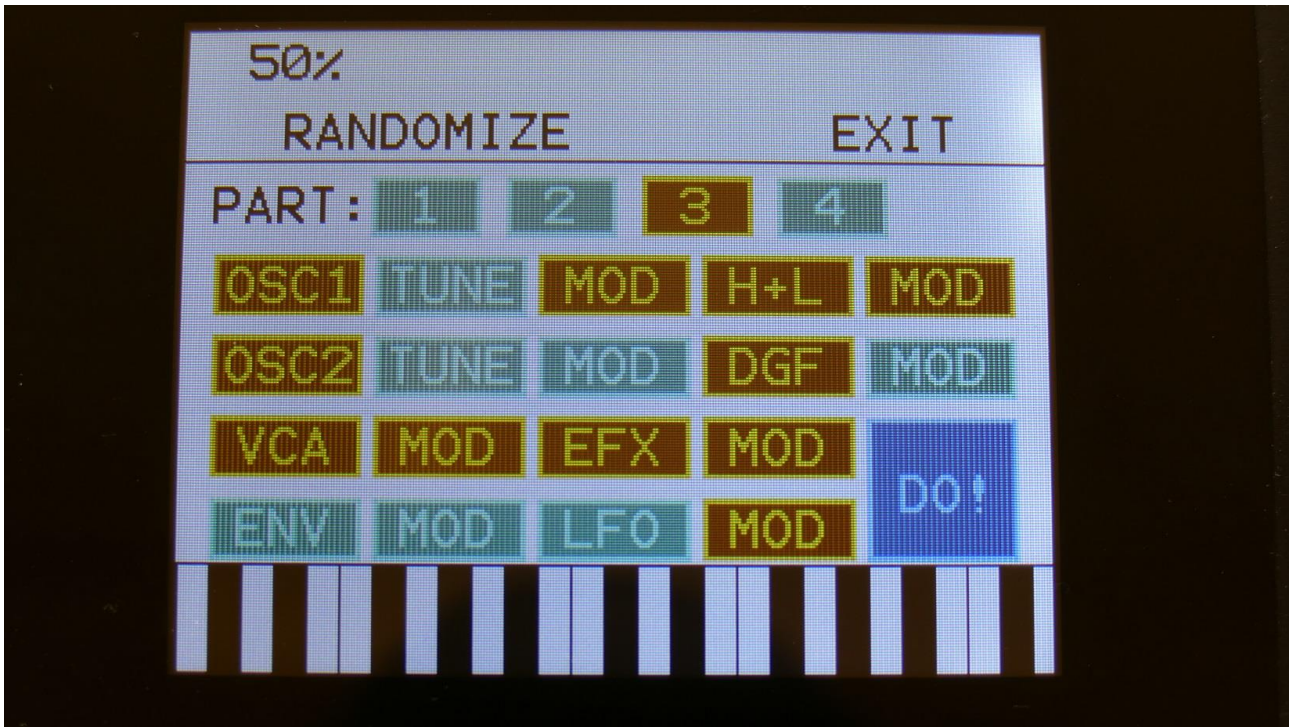 50%
RANDOMIZE EXIT
PART: 1 2 3 4
OSC1 TUNE MOD H+L MOD
OSC2 TUNE MOD DGF MOD
VCA MOD EFX MOD
DO!
ENV MOD LFO MOD